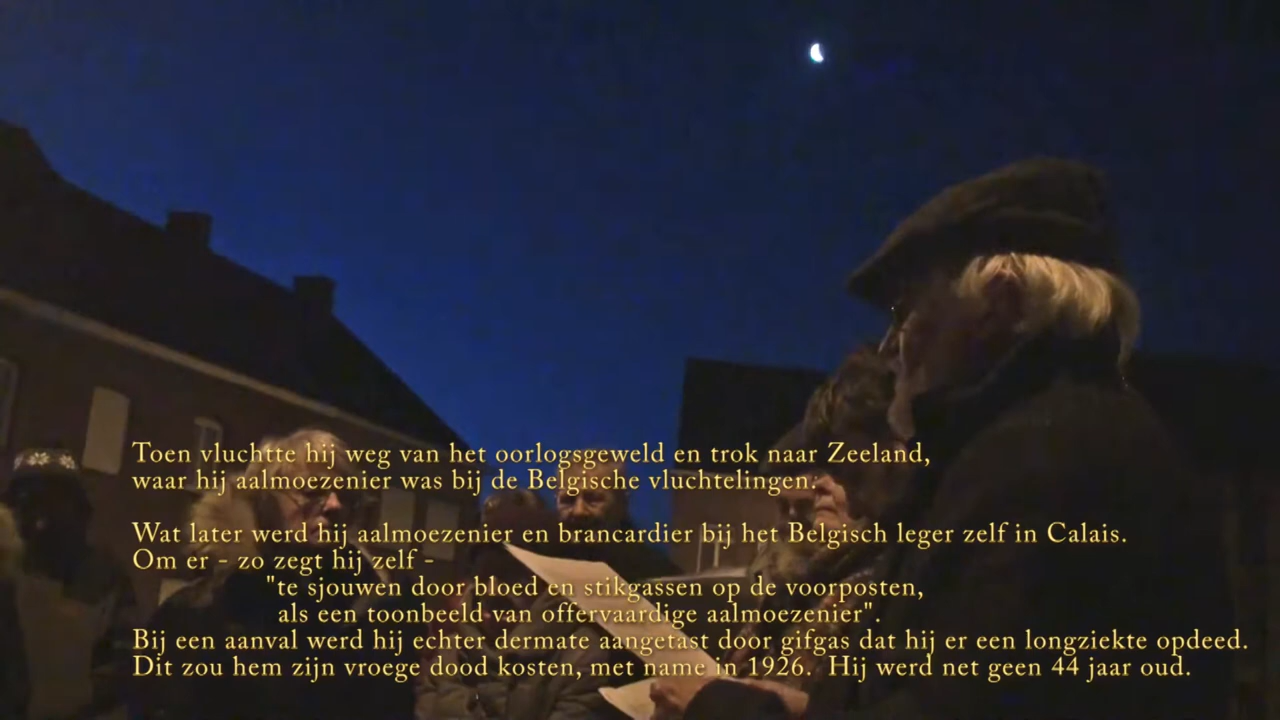 Toen vluchtte hij weg van het oorlogsgeweld en trok naar Zeeland,
waar hij aalmoezenier was bij de Belgische vluchtelingen.
Wat later werd hij aalmoezenier en brancardier bij het Belgisch leger zelf in Calais.
Om er - zo zegt hij zelf -
"te sjouwen door bloed en stikgassen op de voorposten,
als een toonbeeld van offervaardige aalmoezenier".
Bij een aanval werd hij echter dermate aangetast door gifgas dat hij er een longziekte opdeed.
Dit zou hem zijn vroege dood kosten, met name in 1926. Hij werd net geen 44 jaar oud.